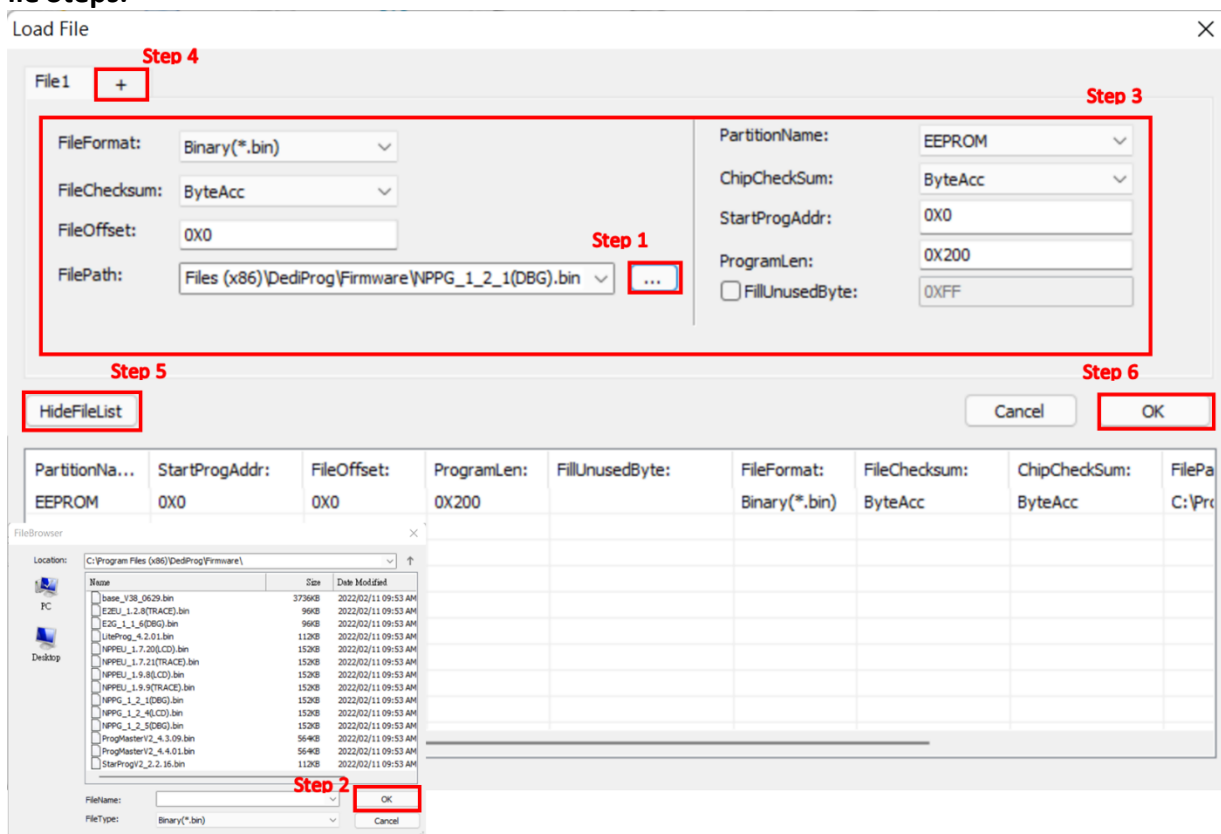 file Steps:
Load File
Step 4
File1 +
Step 3
FileFormat: Binary(*.bin) PartitionName: EEPROM
FileChecksum: ByteAcc ChipCheckSum: ByteAcc
FileOffset: 0X0 StartProgAddr: 0X0
Step 1
FilePath: Files (x86)\DediProg\Firmware\NPPG_1_2_1(DBG).bin ... ProgramLen: 0X200
FillUnusedByte: 0XFF
Step 5 Step 6
HideFileList Cancel OK
PartitionNa... StartProgAddr: FileOffset: ProgramLen: FillUnusedByte: FileFormat: FileChecksum: ChipCheckSum: FilePa
EEPROM 0X0 0X0 0X200 Binary(*.bin) ByteAcc ByteAcc C:\Pro
FileBrowser
Location: C:\Program Files (x86)\DediProg\Firmware\
PC
Desktop
Name Size Date Modified
base_V38_0629.bin 3736KB 2022/02/11 09:53 AM
E2EU_1.2.8(TRACE).bin 96KB 2022/02/11 09:53 AM
E2G_1_1_6(DBG).bin 96KB 2022/02/11 09:53 AM
LiteProg_4.2.01.bin 112KB 2022/02/11 09:53 AM
NPPEU_1.7.20(LCD).bin 152KB 2022/02/11 09:53 AM
NPPEU_1.7.21(TRACE).bin 152KB 2022/02/11 09:53 AM
NPPEU_1.9.8(LCD).bin 152KB 2022/02/11 09:53 AM
NPPEU_1.9.9(TRACE).bin 152KB 2022/02/11 09:53 AM
NPPG_1_2_1(DBG).bin 152KB 2022/02/11 09:53 AM
NPPG_1_2_4(LCD).bin 152KB 2022/02/11 09:53 AM
NPPG_1_2_5(DBG).bin 152KB 2022/02/11 09:53 AM
ProgMasterV2_4.3.09.bin 564KB 2022/02/11 09:53 AM
ProgMasterV2_4.4.01.bin 564KB 2022/02/11 09:53 AM
StarProgV2_2.2.16.bin 112KB 2022/02/11 09:53 AM
Step 2
FileName: OK
FileType: Binary(*.bin) Cancel